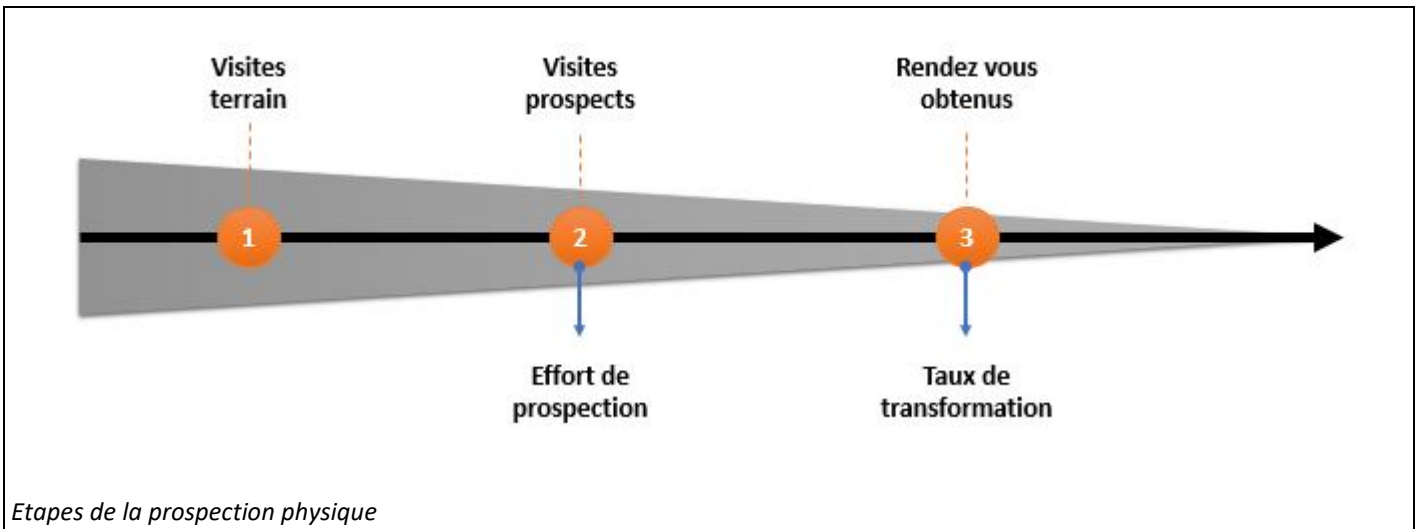 Visites
terrain
Visites
prospects
Rendez vous
obtenus
1
2
3
Effort de
prospection
Taux de
transformation
Etapes de la prospection physique